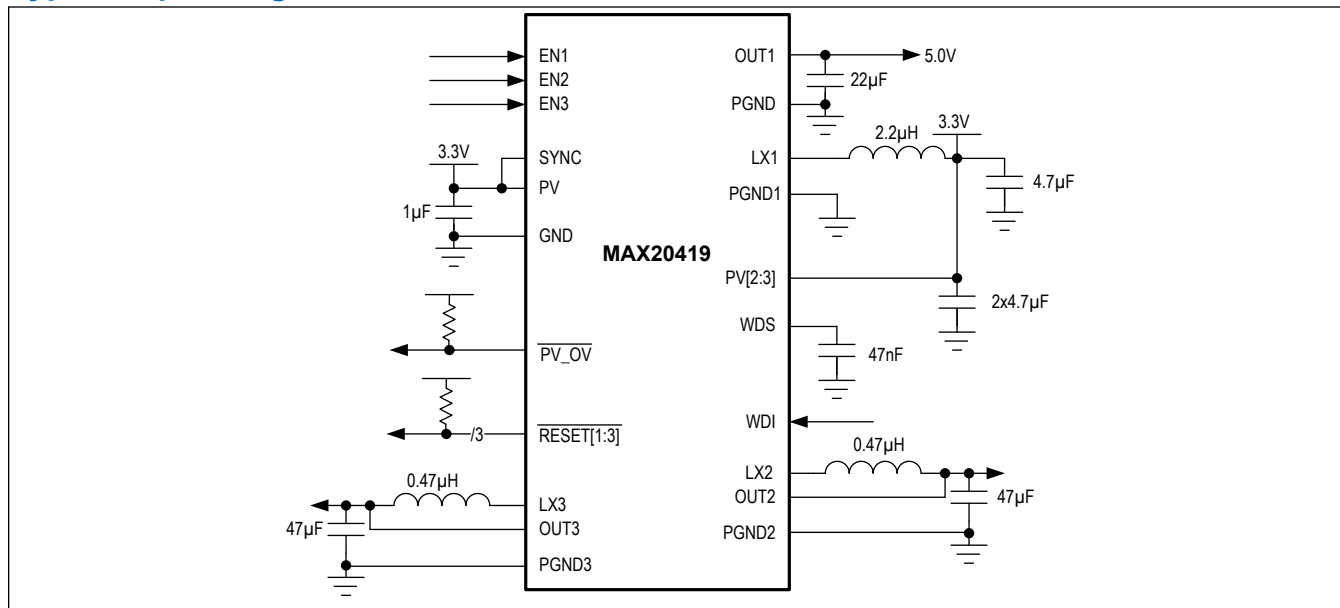 EN1
EN2
EN3
3.3V
SYNC
PV
1µF
GND
PV_OV
/3
RESET[1:3]
0.47µH
LX3
OUT3
47µF
PGND3
MAX20419
OUT1
5.0V
22µF
PGND
3.3V
2.2µH
LX1
4.7µF
PGND1
PV[2:3]
2x4.7µF
WDS
47nF
WDI
0.47µH
LX2
OUT2
47µF
PGND2